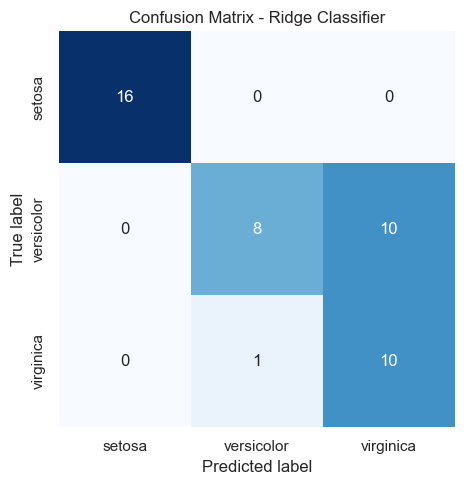 Confusion Matrix - Ridge Classifier
True label
setosa
16 0 0
versicolor
0 8 10
virginica
0 1 10
setosa versicolor virginica
Predicted label